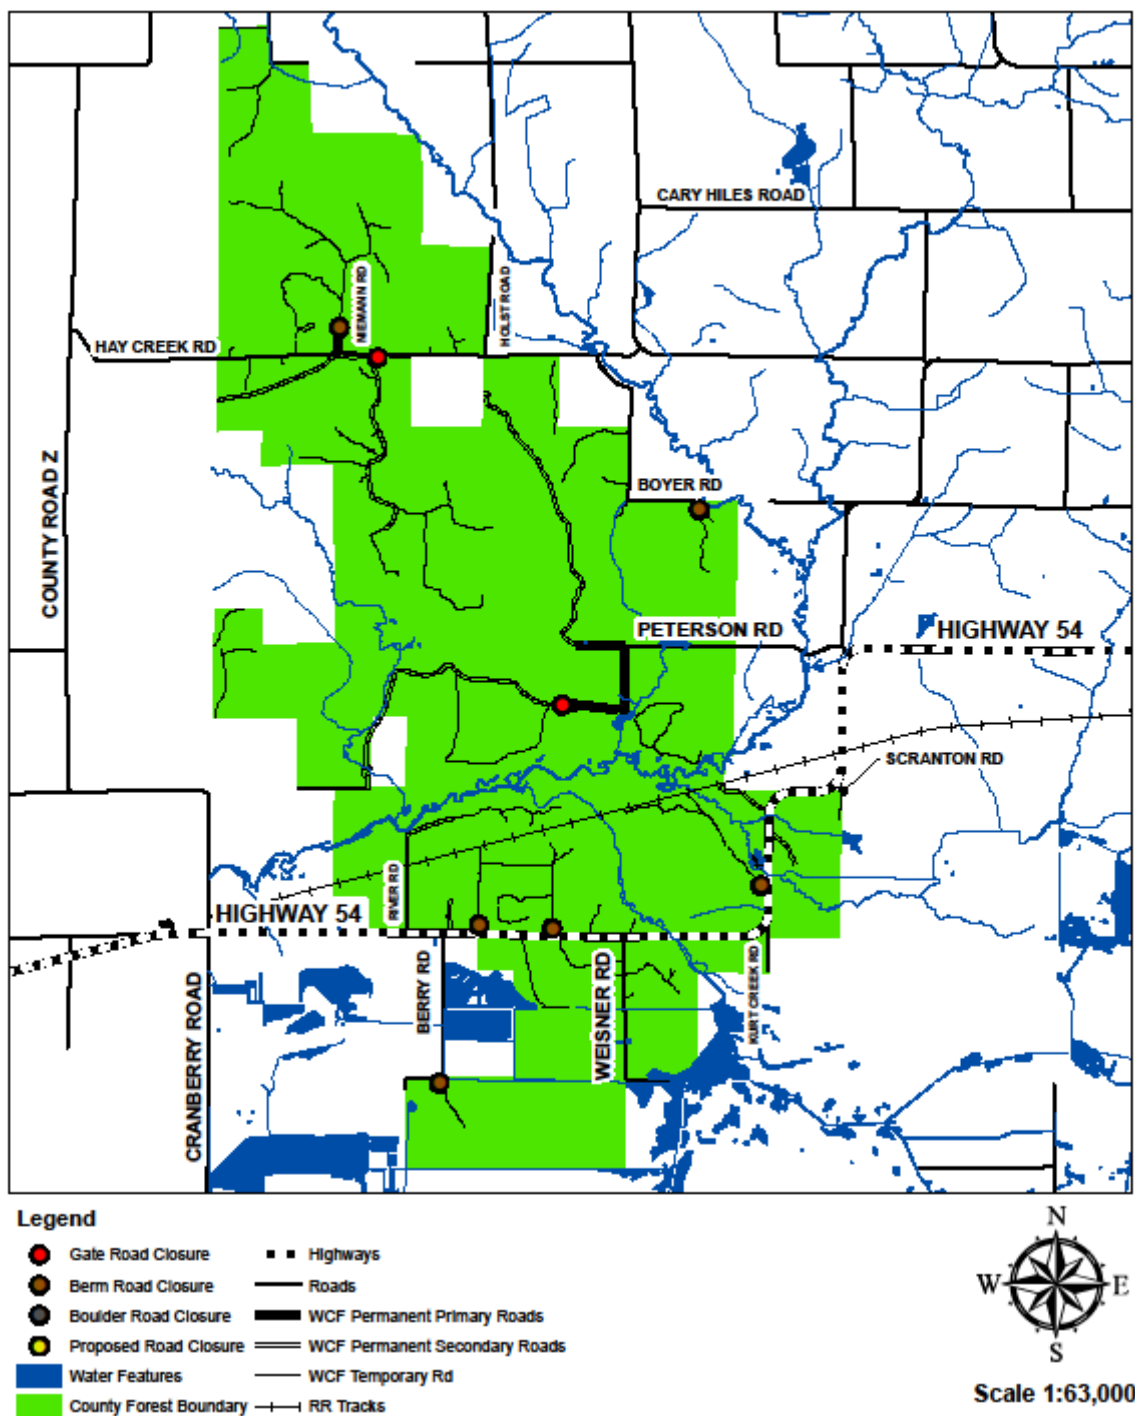 CARY HILES ROAD
NIEMANN RD
HOLST ROAD
HAY CREEK RD
COUNTY ROAD Z
BOYER RD
PETERSON RD
HIGHWAY 54
SCRANTON RD
RIVER RD
HIGHWAY 54
BERRY RD
WEISNER RD
KURT CREEK RD
CRANBERRY ROAD
Legend
Gate Road Closure
Berm Road Closure
Boulder Road Closure
Proposed Road Closure
Water Features
County Forest Boundary
Highways
Roads
WCF Permanent Primary Roads
WCF Permanent Secondary Roads
WCF Temporary Rd
RR Tracks
N
W E
S
Scale 1:63,000